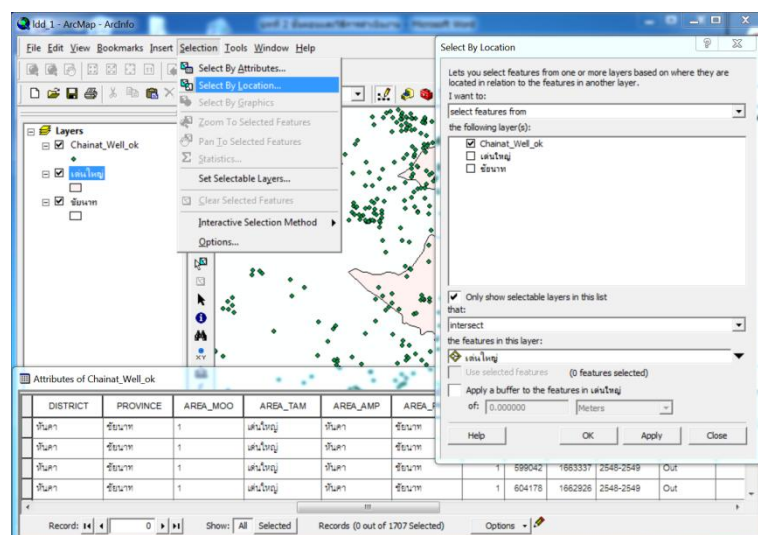 ldd_1 - ArcMap - ArcInfo
File Edit View Bookmarks Insert Selection Tools Window Help
Select By Attributes...
Select By Location...
Select By Graphics
Zoom To Selected Features
Pan To Selected Features
Statistics...
Set Selectable Layers...
Clear Selected Features
Interactive Selection Method
Options...
Layers
Chainat_Well_ok
เด่นใหญ่
ชัยนาท
Select By Location
Lets you select features from one or more layers based on where they are
located in relation to the features in another layer.
I want to:
select features from
the following layer(s):
Chainat_Well_ok
เด่นใหญ่
ชัยนาท
Only show selectable layers in this list
that:
intersect
the features in this layer:
เด่นใหญ่
Use selected features (0 features selected)
Apply a buffer to the features in เด่นใหญ่
of: 0.000000 Meters
Help OK Apply Close
Attributes of Chainat_Well_ok
DISTRICT PROVINCE AREA_MOO AREA_TAM AREA_AMP
หันคา ชัยนาท 1 เด่นใหญ่ หันคา ชัยนาท
หันคา ชัยนาท 1 เด่นใหญ่ หันคา ชัยนาท
หันคา ชัยนาท 1 เด่นใหญ่ หันคา ชัยนาท 1 599042 1663337 2548-2549 Out
หันคา ชัยนาท 1 เด่นใหญ่ หันคา ชัยนาท 1 604178 1662926 2548-2549 Out
Record: 0 Show: All Selected Records (0 out of 1707 Selected) Options